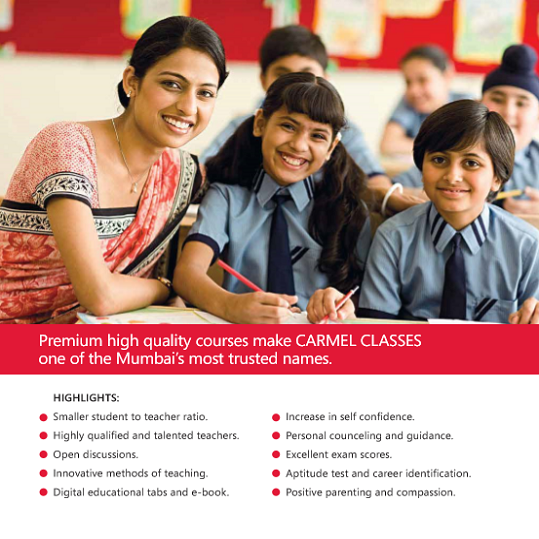 Premium high quality courses make CARMEL CLASSES
one of the Mumbai's most trusted names.
HIGHLIGHTS:
Smaller student to teacher ratio.
Highly qualified and talented teachers.
Open discussions.
Innovative methods of teaching.
Digital educational tabs and e-book.
Increase in self confidence.
Personal counceling and guidance.
Excellent exam scores.
Aptitude test and career identification.
Positive parenting and compassion.